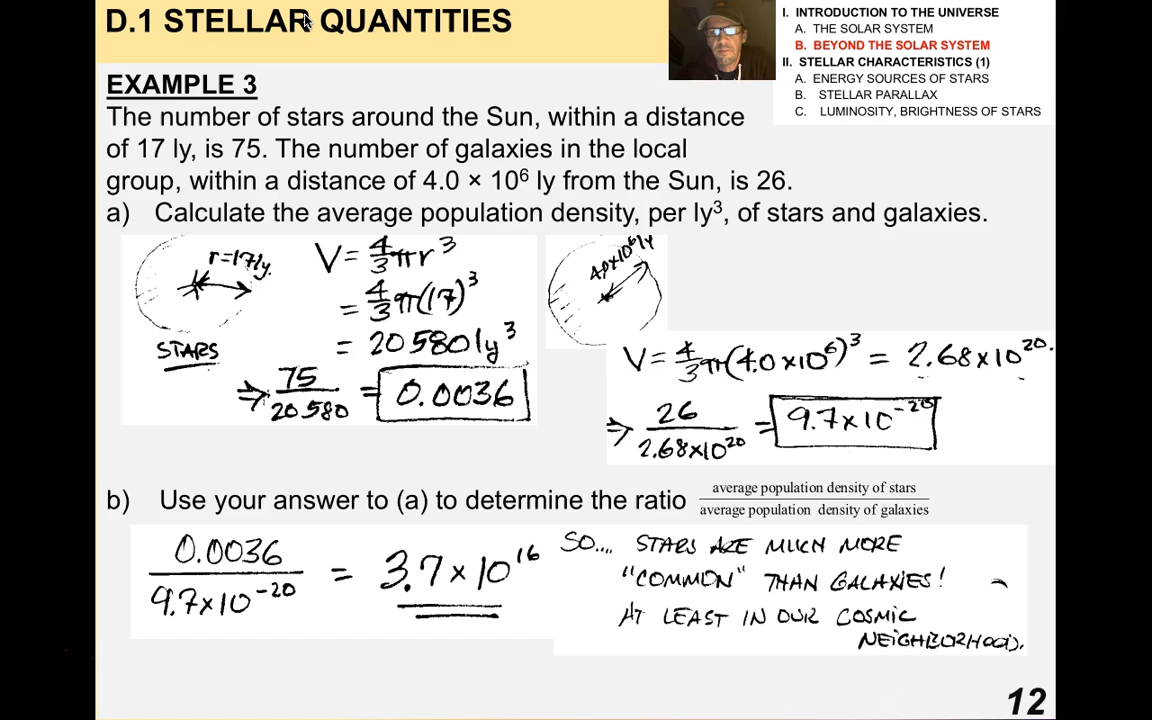 D.1 STELLAR QUANTITIES
I. INTRODUCTION TO THE UNIVERSE
A. THE SOLAR SYSTEM
B. BEYOND THE SOLAR SYSTEM
II. STELLAR CHARACTERISTICS (1)
A. ENERGY SOURCES OF STARS
B. STELLAR PARALLAX
C. LUMINOSITY, BRIGHTNESS OF STARS
EXAMPLE 3
The number of stars around the Sun, within a distance
of 17 ly, is 75. The number of galaxies in the local
group, within a distance of 4.0 × 10⁶ ly from the Sun, is 26.
a) Calculate the average population density, per ly³, of stars and galaxies.
r=17ly.
STARS
V = 4/3 πr³
= 4/3 π(17)³
= 20580 ly³
⇒ 75/20580 = 0.0036
4.0×10⁶ ly
V = 4/3 π(4.0×10⁶)³ = 2.68×10²⁰.
⇒ 26/2.68×10²⁰ = 9.7×10⁻²⁰
b) Use your answer to (a) to determine the ratio
average population density of stars
average population density of galaxies
0.0036/9.7×10⁻²⁰ = 3.7×10¹⁶
SO.... STARS ARE MUCH MORE
"COMMON" THAN GALAXIES!
AT LEAST IN OUR COSMIC
NEIGHBORHOOD.
12